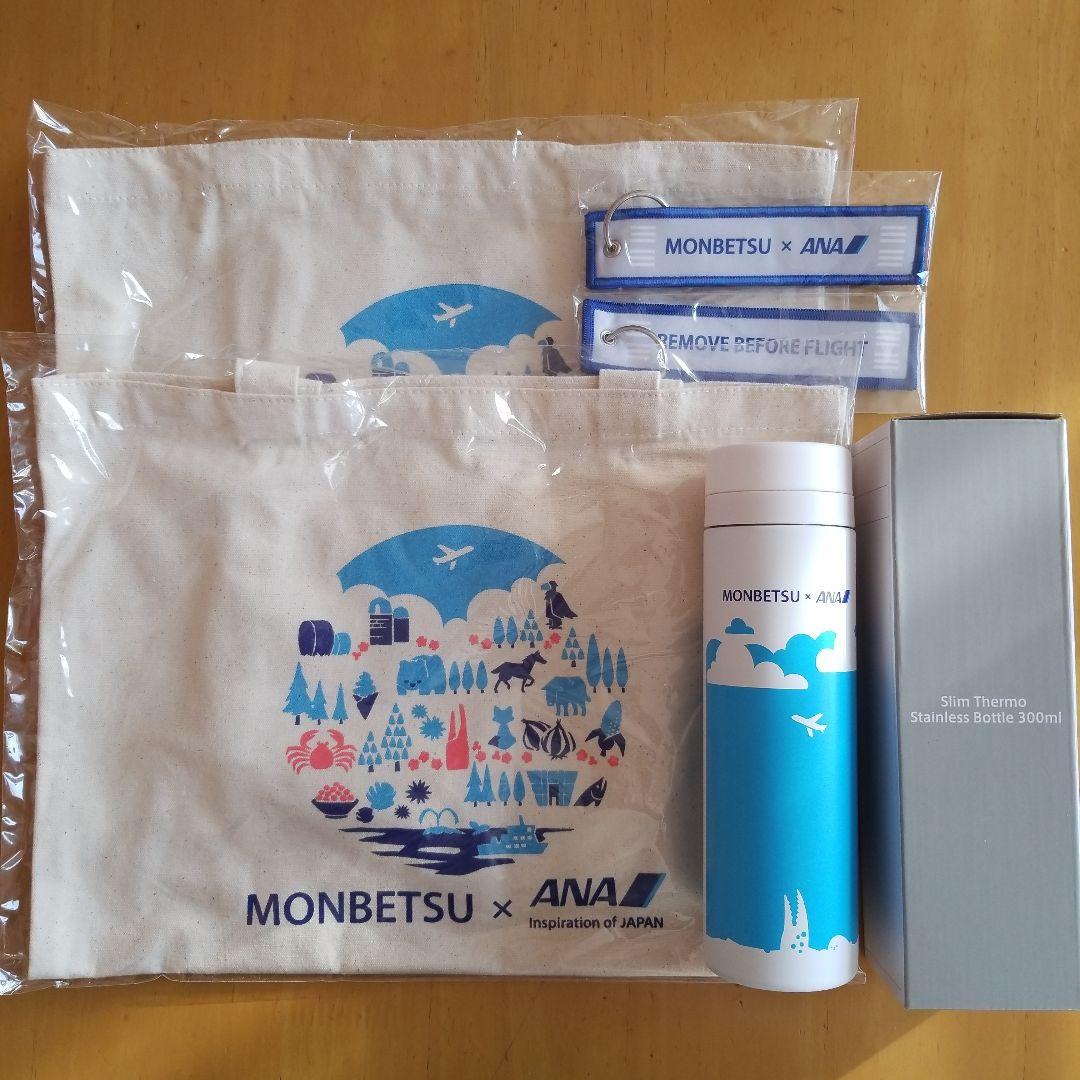 MONBETSU × ANA
REMOVE BEFORE FLIGHT
MONBETSU × ANA
Inspiration of JAPAN
MONBETSU × ANA
Slim Thermo
Stainless Bottle 300ml